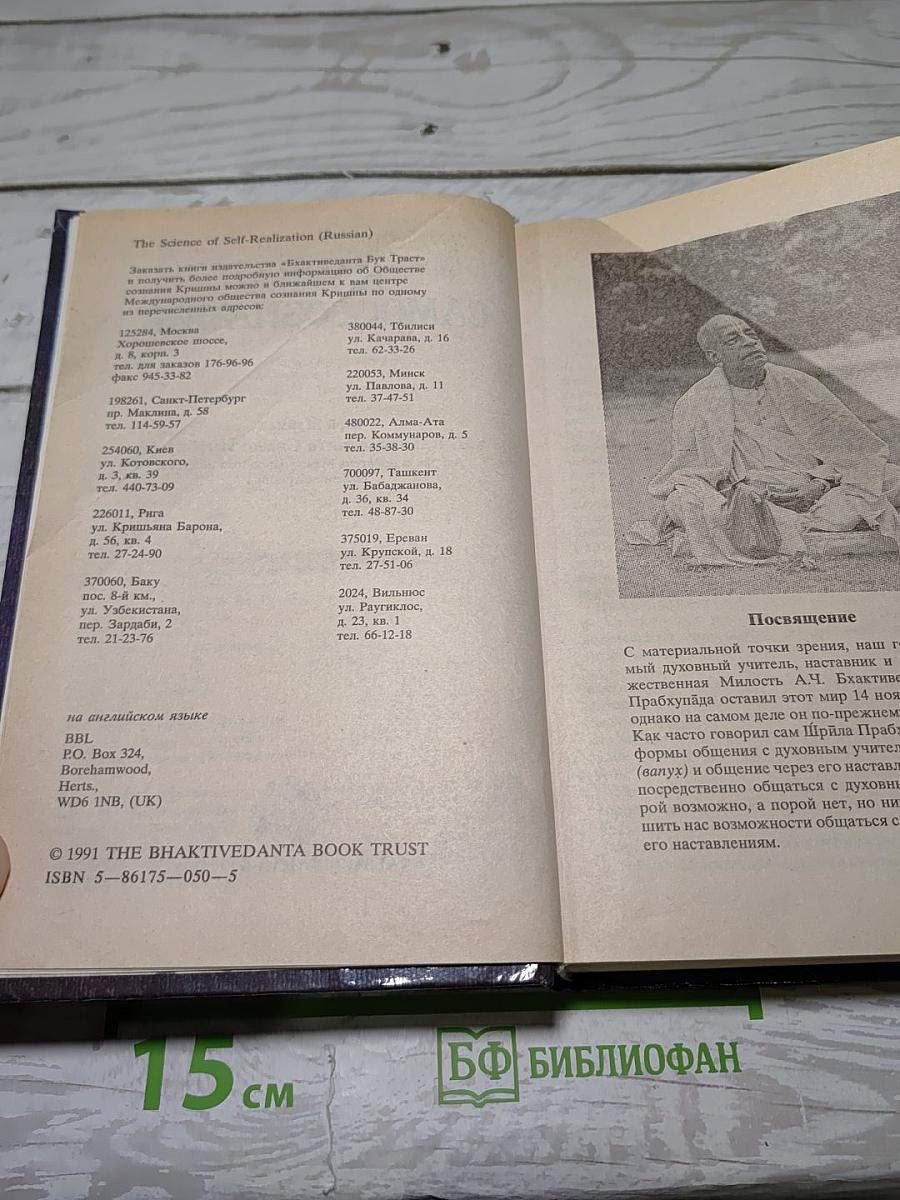 The Science of Self-Realization (Russian)
Заказать книги издательства «Бхактиведанта Бук Траст»
и получить более подробную информацию об Обществе
сознания Кришны можно в ближайшем к вам центре
Международного общества сознания Кришны по одному
из перечисленных адресов:
125284, Москва
Хорошевское шоссе,
д. 8, корп. 3
тел. для заказов 176-96-96
факс 945-33-82
198261, Санкт-Петербург
пр. Маклина, д. 58
тел. 114-59-57
254060, Киев
ул. Котовского,
д. 3, кв. 39
тел. 440-73-09
226011, Рига
ул. Кришьяна Барона,
д. 56, кв. 4
тел. 27-24-90
370060, Баку
пос. 8-й км.,
ул. Узбекистана,
пер. Зардаби, 2
тел. 21-23-76
380044, Тбилиси
ул. Качарава, д. 16
тел. 62-33-26
220053, Минск
ул. Павлова, д. 11
тел. 37-47-51
480022, Алма-Ата
пер. Коммунаров, д. 5
тел. 35-38-30
700097, Ташкент
ул. Бабаджанова,
д. 36, кв. 34
тел. 48-87-30
375019, Ереван
ул. Крупской, д. 18
тел. 27-51-06
2024, Вильнюс
ул. Раугиклос,
д. 23, кв. 1
тел. 66-12-18
на английском языке
BBL
P.O. Box 324,
Borehamwood,
Herts.,
WD6 1NB, (UK)
© 1991 THE BHAKTIVEDANTA BOOK TRUST
ISBN 5—86175—050—5
Посвящение
С материальной точки зрения, наш
мый духовный учитель, наставник и
жественная Милость А.Ч. Бхактиве
Прабхупāда оставил этот мир 14 ноя
однако на самом деле он по-прежнем
Как часто говорил сам Шрӣла Прабх
формы общения с духовным учител
(вапух̣) и общение через его наставл
посредственно общаться с духовны
рой возможно, а порой нет, но ни
шить нас возможности общаться с
его наставлениям.
15 см
БФ БИБЛИОФАН